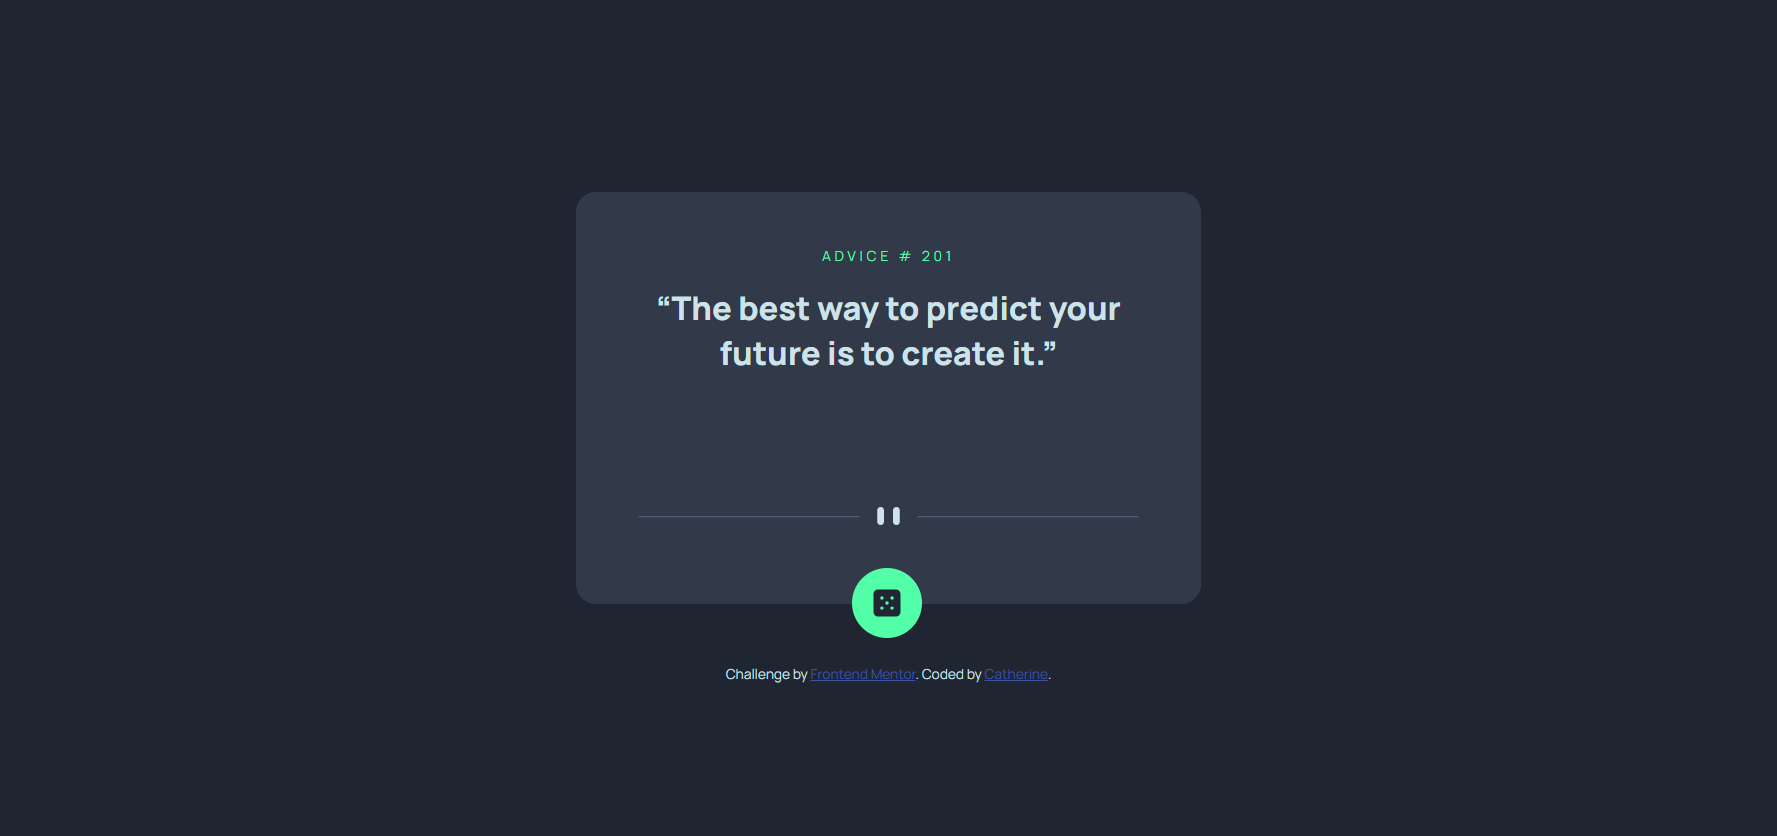 ADVICE # 201
“The best way to predict your
future is to create it.”
Challenge by Frontend Mentor. Coded by Catherine.